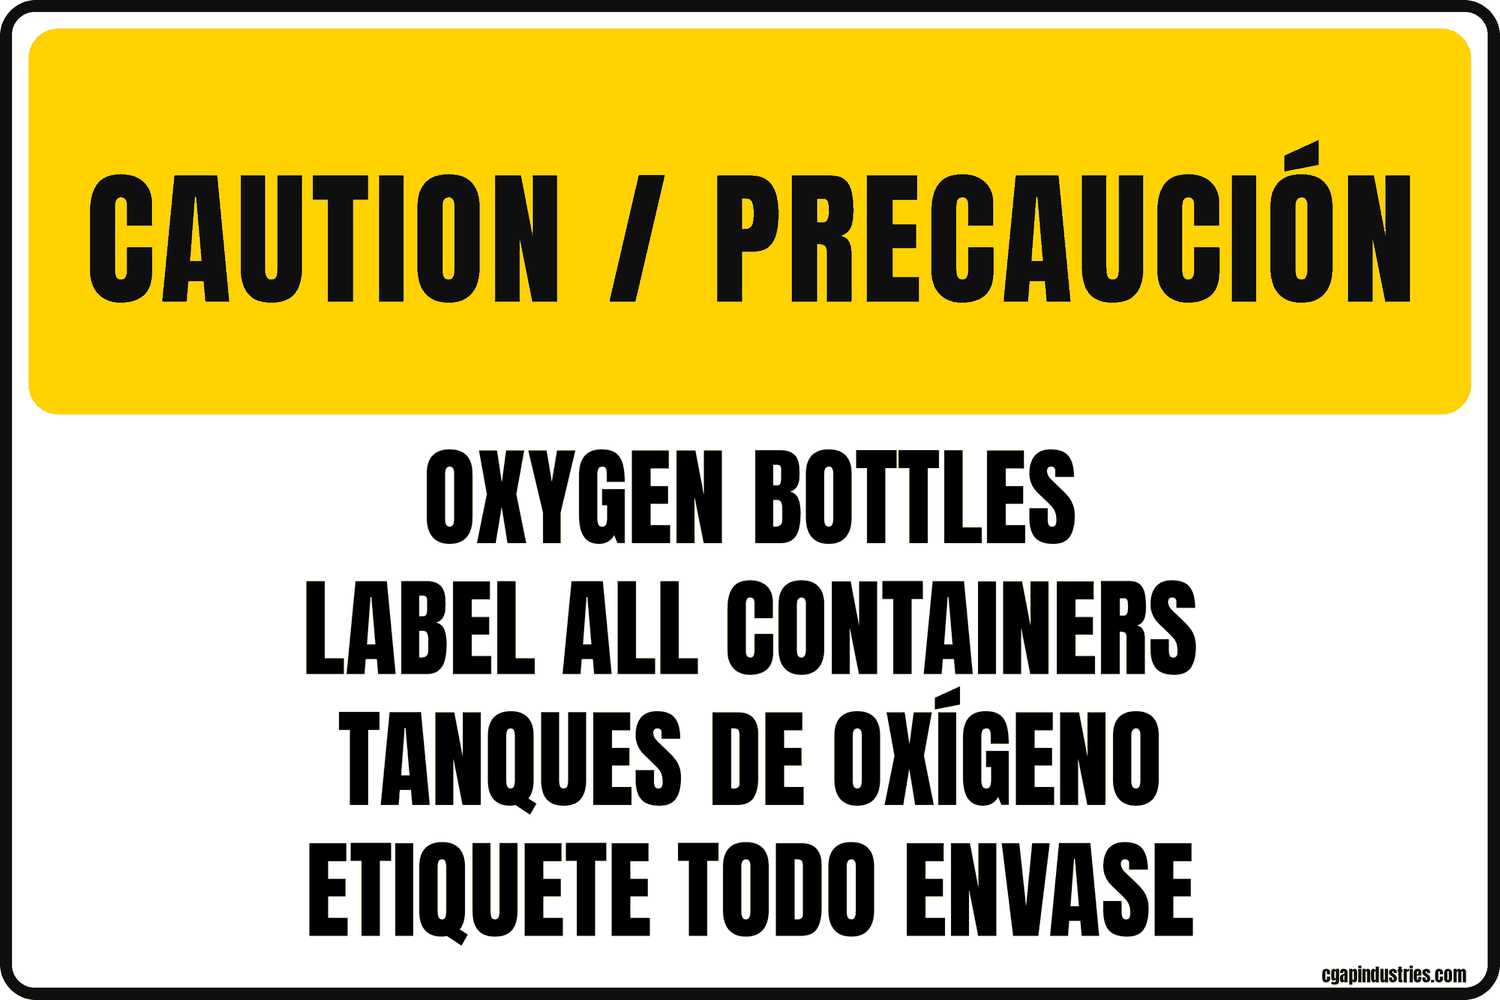 CAUTION / PRECAUCIÓN
OXYGEN BOTTLES
LABEL ALL CONTAINERS
TANQUES DE OXÍGENO
ETIQUETE TODO ENVASE
cgapindustries.com